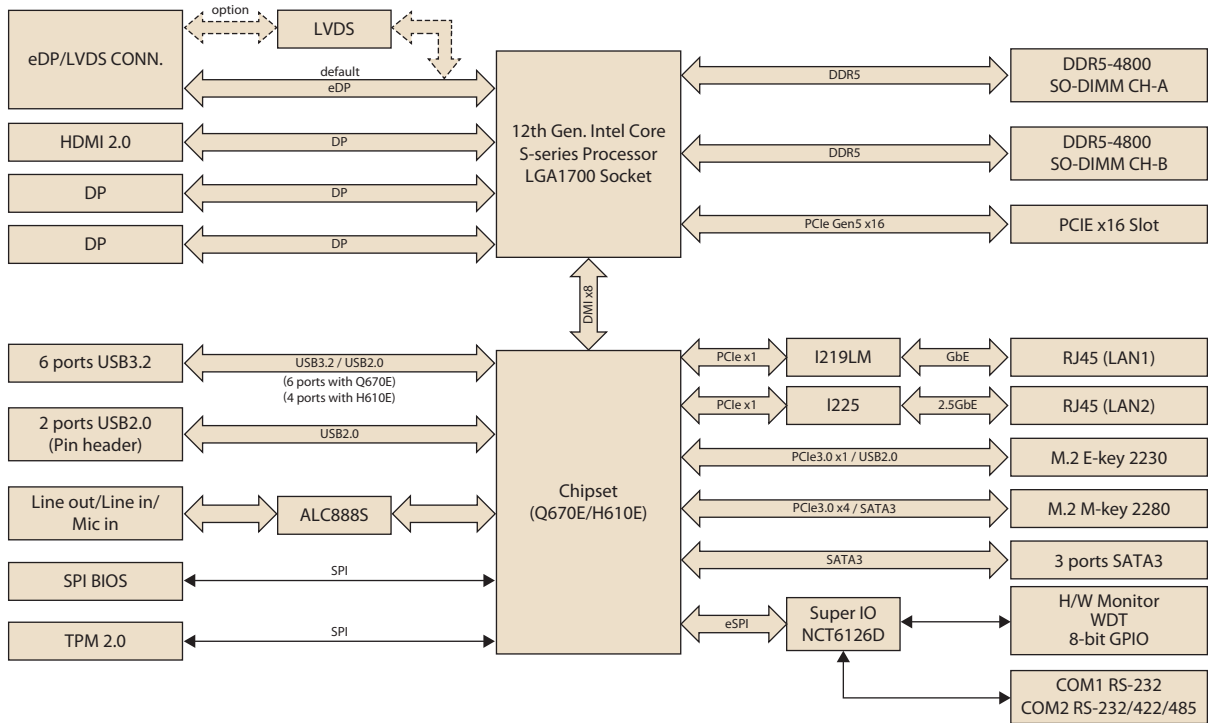 option
LVDS
eDP/LVDS CONN.
default
eDP
HDMI 2.0
DP
DP
DP
DP
DP
12th Gen. Intel Core
S-series Processor
LGA1700 Socket
DDR5
DDR5-4800
SO-DIMM CH-A
DDR5
DDR5-4800
SO-DIMM CH-B
PCIe Gen5 x16
PCIE x16 Slot
DMI x8
6 ports USB3.2
USB3.2 / USB2.0
(6 ports with Q670E)
(4 ports with H610E)
2 ports USB2.0
(Pin header)
USB2.0
Line out/Line in/
Mic in
ALC888S
SPI BIOS
SPI
TPM 2.0
SPI
Chipset
(Q670E/H610E)
PCIe x1
I219LM
GbE
RJ45 (LAN1)
PCIe x1
I225
2.5GbE
RJ45 (LAN2)
PCIe3.0 x1 / USB2.0
M.2 E-key 2230
PCIe3.0 x4 / SATA3
M.2 M-key 2280
SATA3
3 ports SATA3
eSPI
Super IO
NCT6126D
H/W Monitor
WDT
8-bit GPIO
COM1 RS-232
COM2 RS-232/422/485